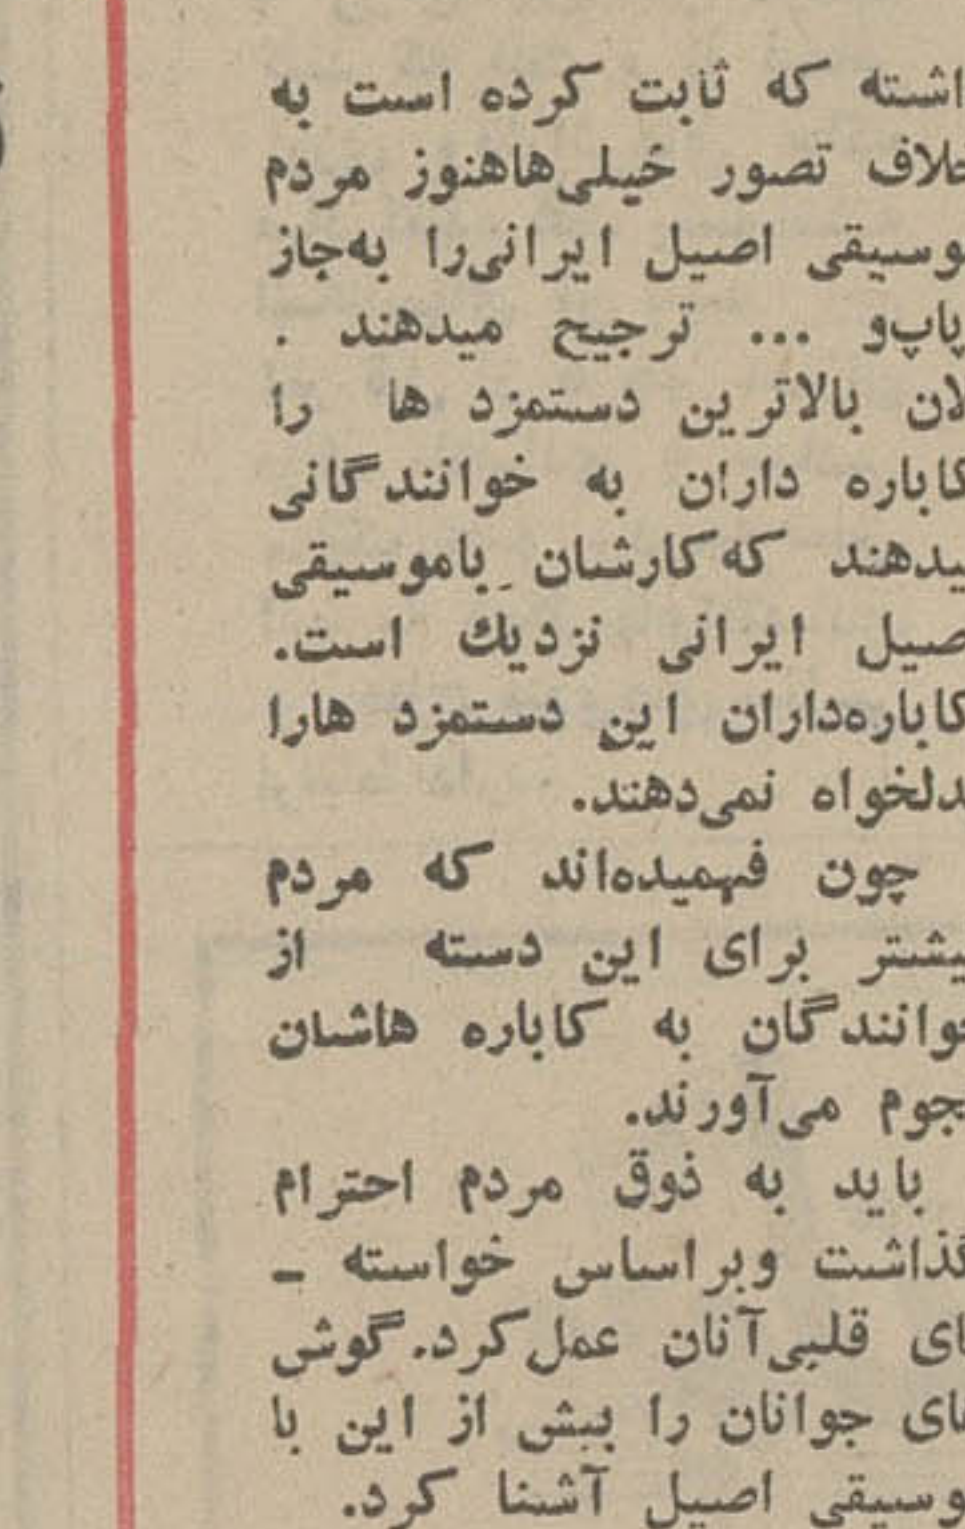 اشته که ثابت کرده است به
خلاف تصور خیلی‌هاهنوز مردم
وسیقی اصیل ایرانی‌را به‌جاز
پاپ‌و ... ترجیح میدهند .
لان بالاترین دستمزد ها را
کاباره داران به خوانندگانی
یدهند که‌کارشان باموسیقی
صیل ایرانی نزدیك است.
کاباره‌داران این دستمزد هارا
دلخواه نمی‌دهند.
چون فهمیده‌اند که مردم
یشتر برای این دسته از
خوانندگان به کاباره هاشان
جوم می‌آورند.
باید به ذوق مردم احترام
گذاشت وبراساس خواسته ـ
ای قلبی‌آنان عمل‌کرد.گوش
های جوانان را بیش از این با
وسیقی اصیل آشنا کرد.